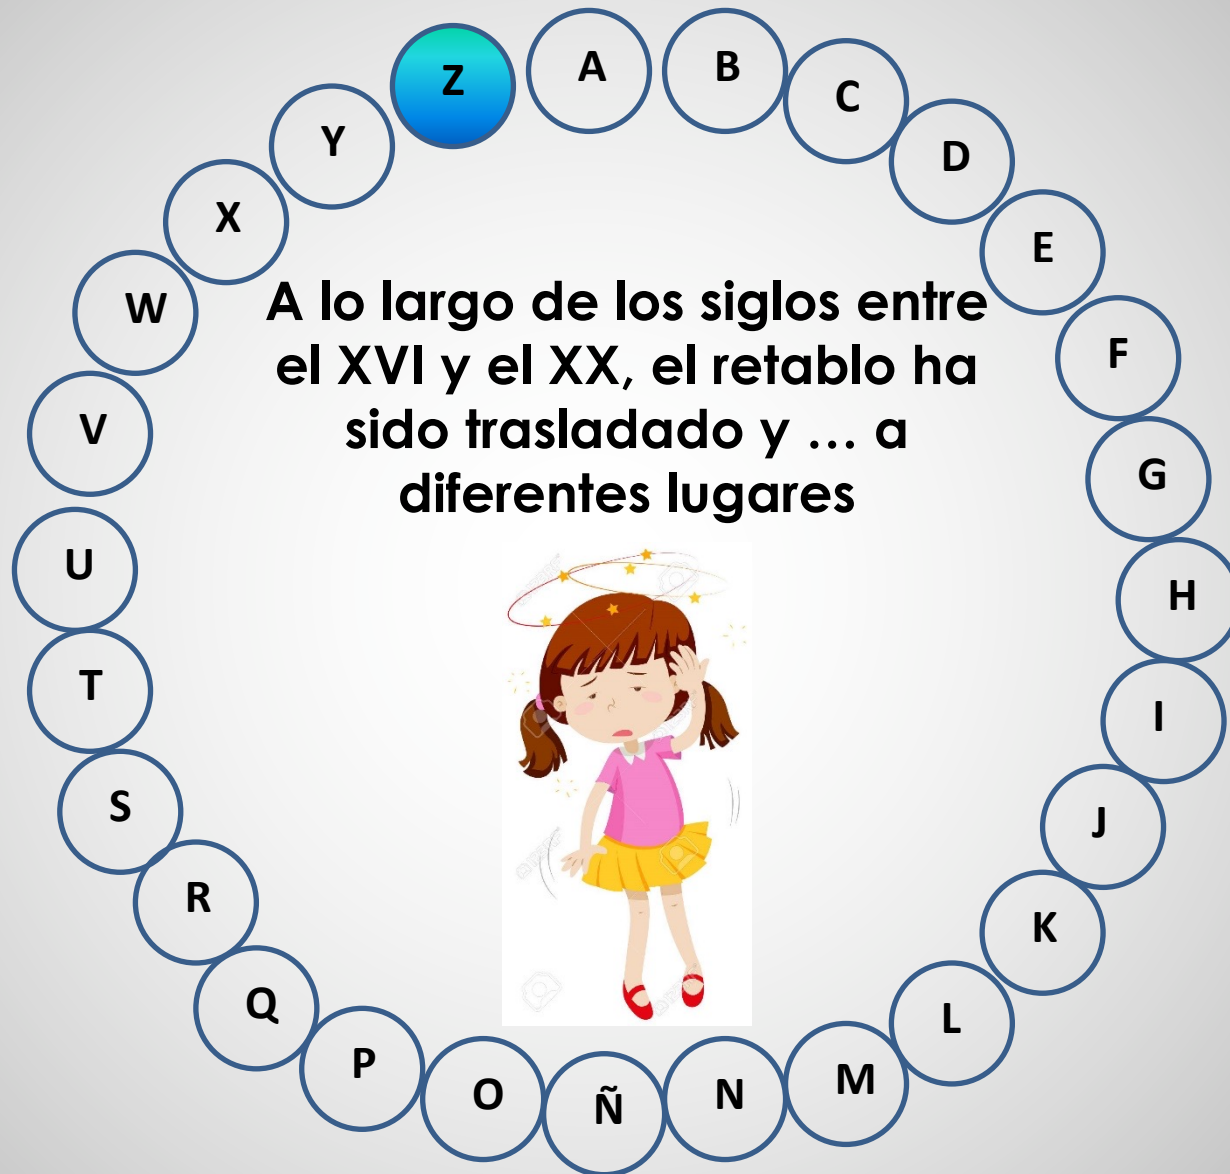 Z
A
B
C
D
E
F
G
H
I
J
K
L
M
N
Ñ
O
P
Q
R
S
T
U
V
W
X
Y
A lo largo de los siglos entre
el XVI y el XX, el retablo ha
sido trasladado y ... a
diferentes lugares